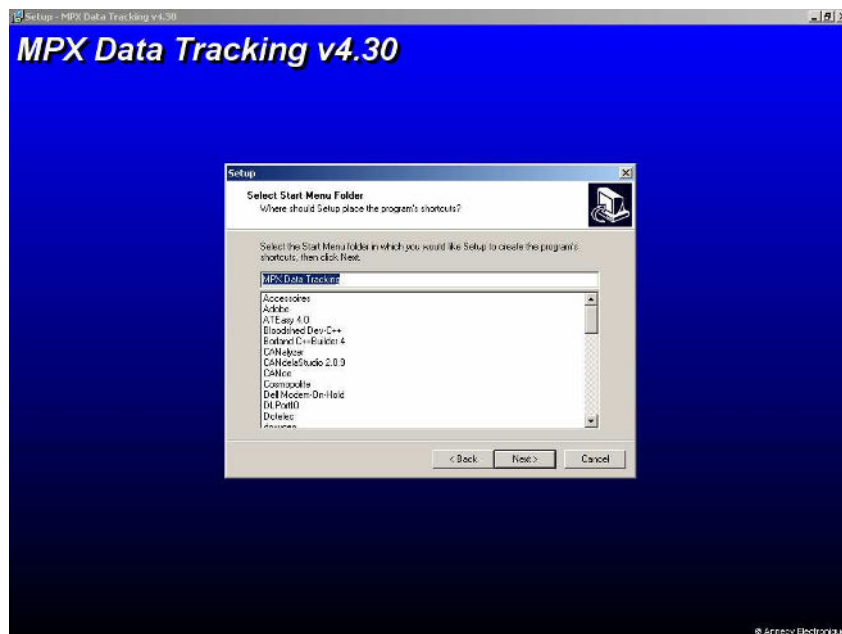 Setup - MPX Data Tracking v4.30
MPX Data Tracking v4.30
Setup
Select Start Menu Folder
Where should Setup place the program's shortcuts?
Select the Start Menu folder in which you would like Setup to create the program's
shortcuts, then click Next.
MPX Data Tracking
Accessoires
Adobe
ATEasy 4.0
Bloodshed Dev-C++
Borland C++Builder 4
CANalyzer
CANdelaStudio 2.0.9
CANoe
Cosmopolite
Dell Modem-On-Hold
DLPortIO
Dotelec
< Back
Next >
Cancel
© Annecy Electronique